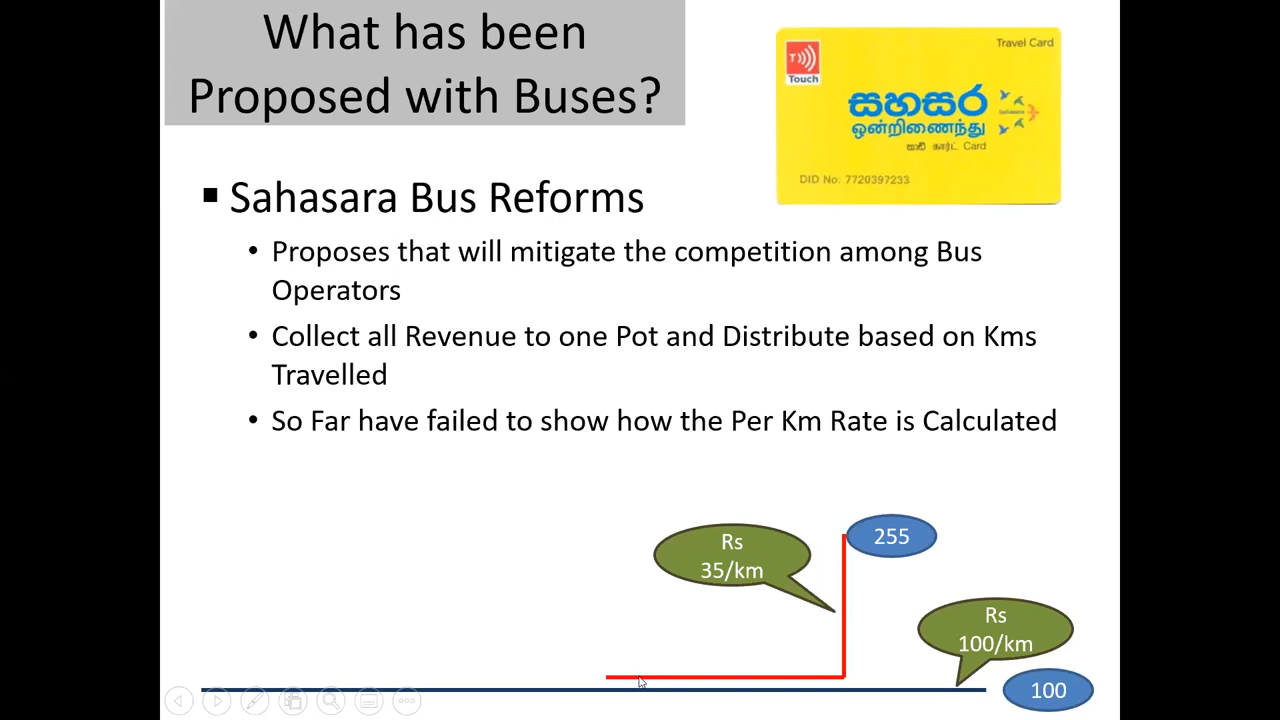 What has been
Proposed with Buses?
Travel Card
T
Touch
සහසර
ஒன்றிணைந்து
කාඩ් கார்ட் Card
DID No: 7720397233
▪ Sahasara Bus Reforms
• Proposes that will mitigate the competition among Bus
Operators
• Collect all Revenue to one Pot and Distribute based on Kms
Travelled
• So Far have failed to show how the Per Km Rate is Calculated
Rs
35/km
255
Rs
100/km
100